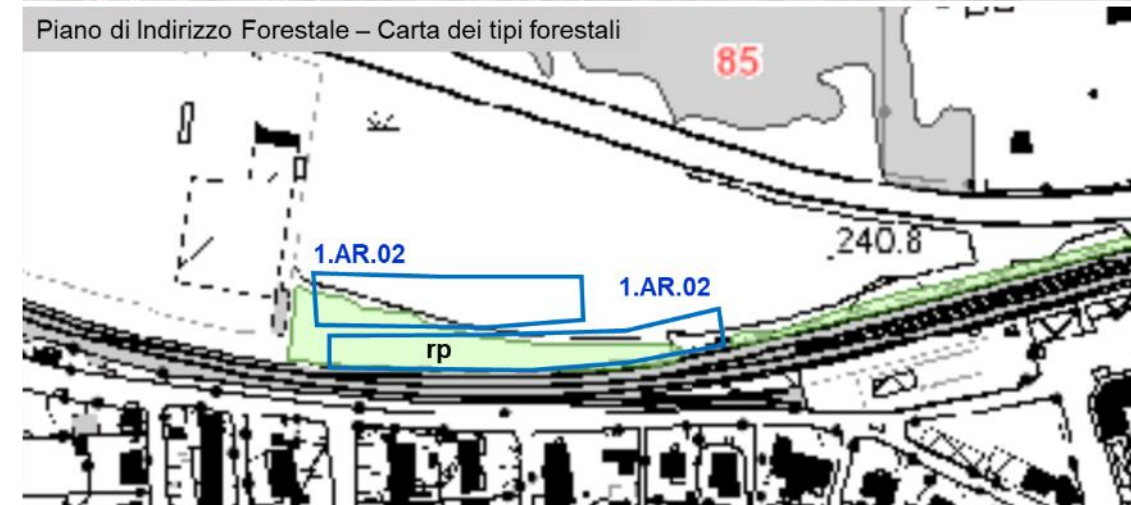 Piano di Indirizzo Forestale – Carta dei tipi forestali
85
240.8
1.AR.02
1.AR.02
rp